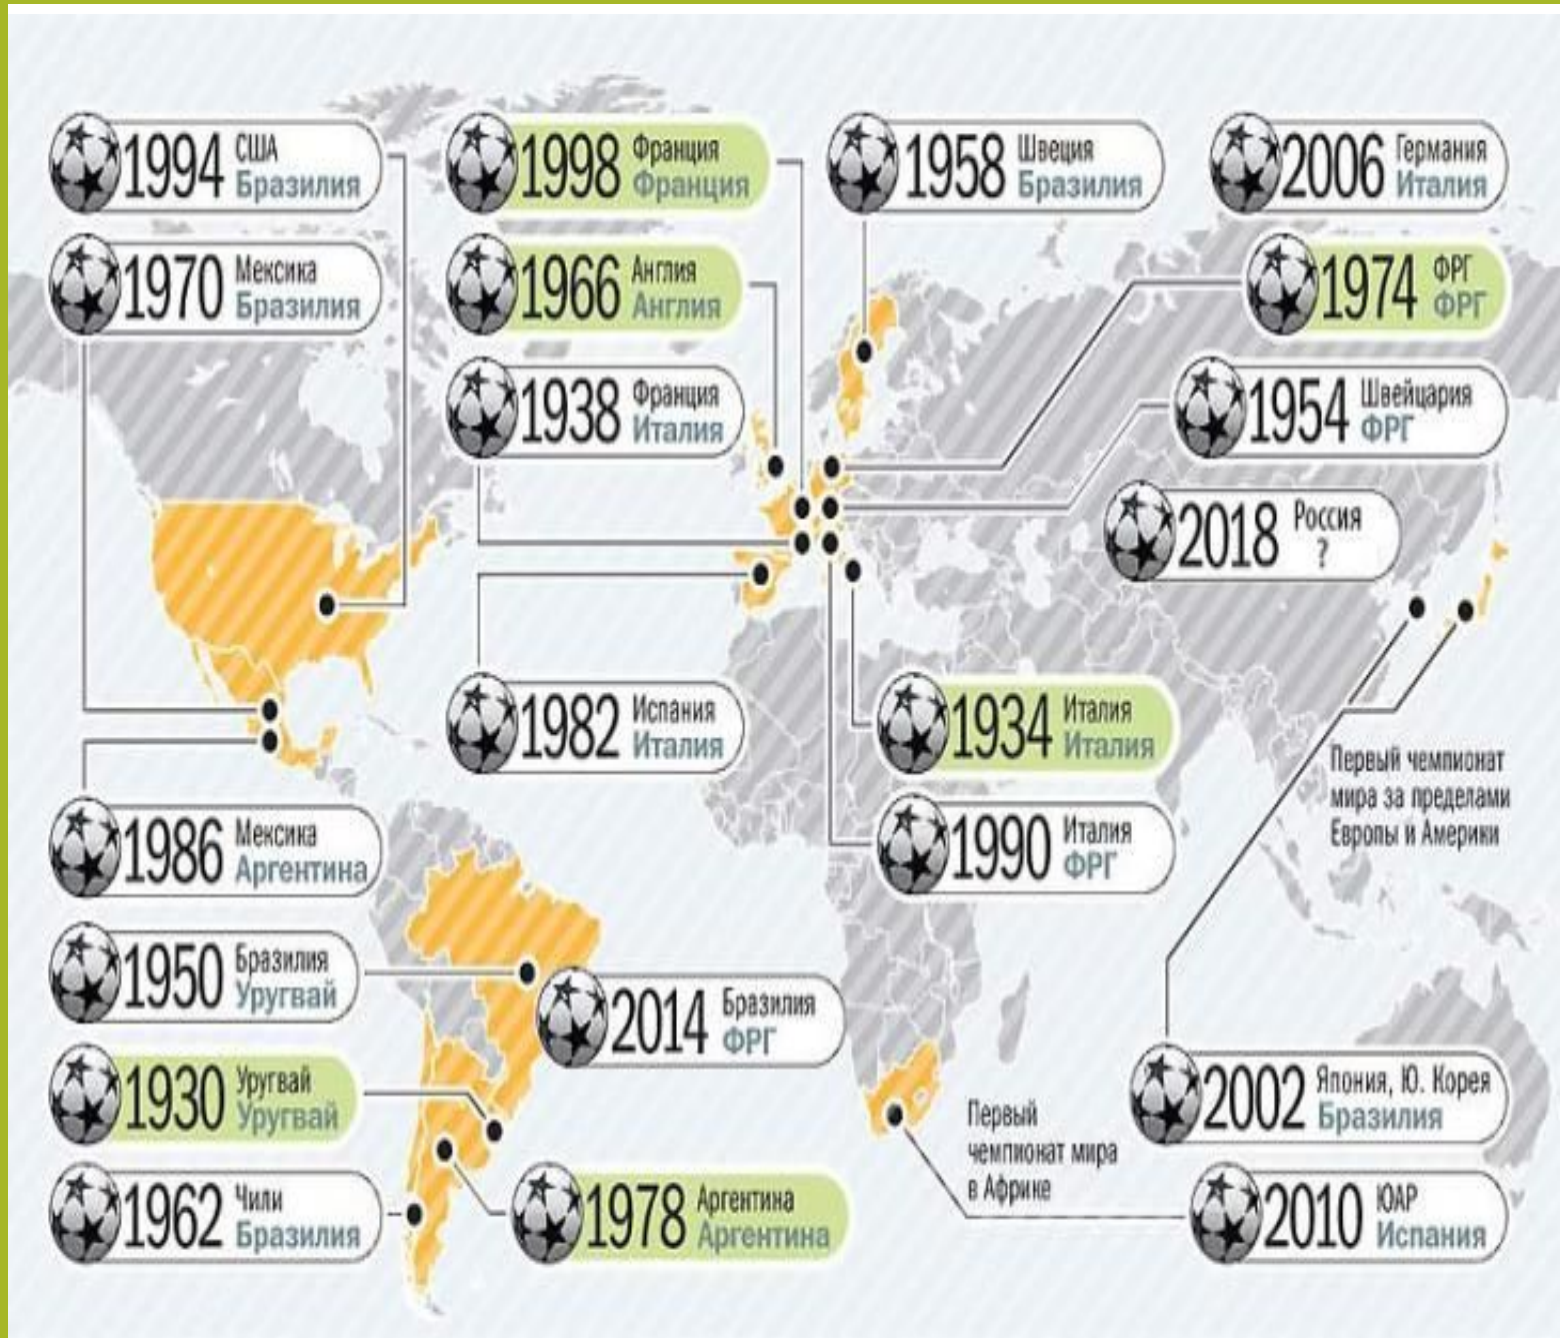 1994 США
Бразилия
1998 Франция
Франция
1958 Швеция
Бразилия
2006 Германия
Италия
1970 Мексика
Бразилия
1966 Англия
Англия
1974 ФРГ
ФРГ
1938 Франция
Италия
1954 Швейцария
ФРГ
2018 Россия
?
1982 Испания
Италия
1934 Италия
Италия
Первый чемпионат
мира за пределами
Европы и Америки
1986 Мексика
Аргентина
1990 Италия
ФРГ
1950 Бразилия
Уругвай
2014 Бразилия
ФРГ
1930 Уругвай
Уругвай
Первый
чемпионат мира
в Африке
2002 Япония, Ю. Корея
Бразилия
1962 Чили
Бразилия
1978 Аргентина
Аргентина
2010 ЮАР
Испания